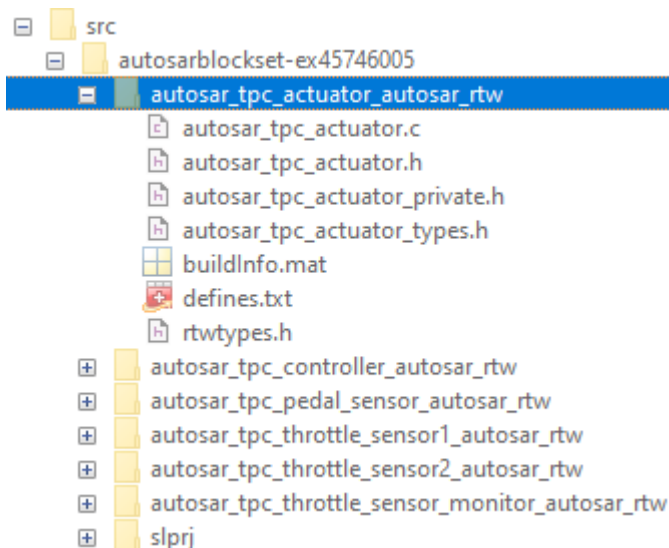 src
autosarblockset-ex45746005
autosar_tpc_actuator_autosar_rtw
autosar_tpc_actuator.c
autosar_tpc_actuator.h
autosar_tpc_actuator_private.h
autosar_tpc_actuator_types.h
buildInfo.mat
defines.txt
rtwtypes.h
autosar_tpc_controller_autosar_rtw
autosar_tpc_pedal_sensor_autosar_rtw
autosar_tpc_throttle_sensor1_autosar_rtw
autosar_tpc_throttle_sensor2_autosar_rtw
autosar_tpc_throttle_sensor_monitor_autosar_rtw
slprj